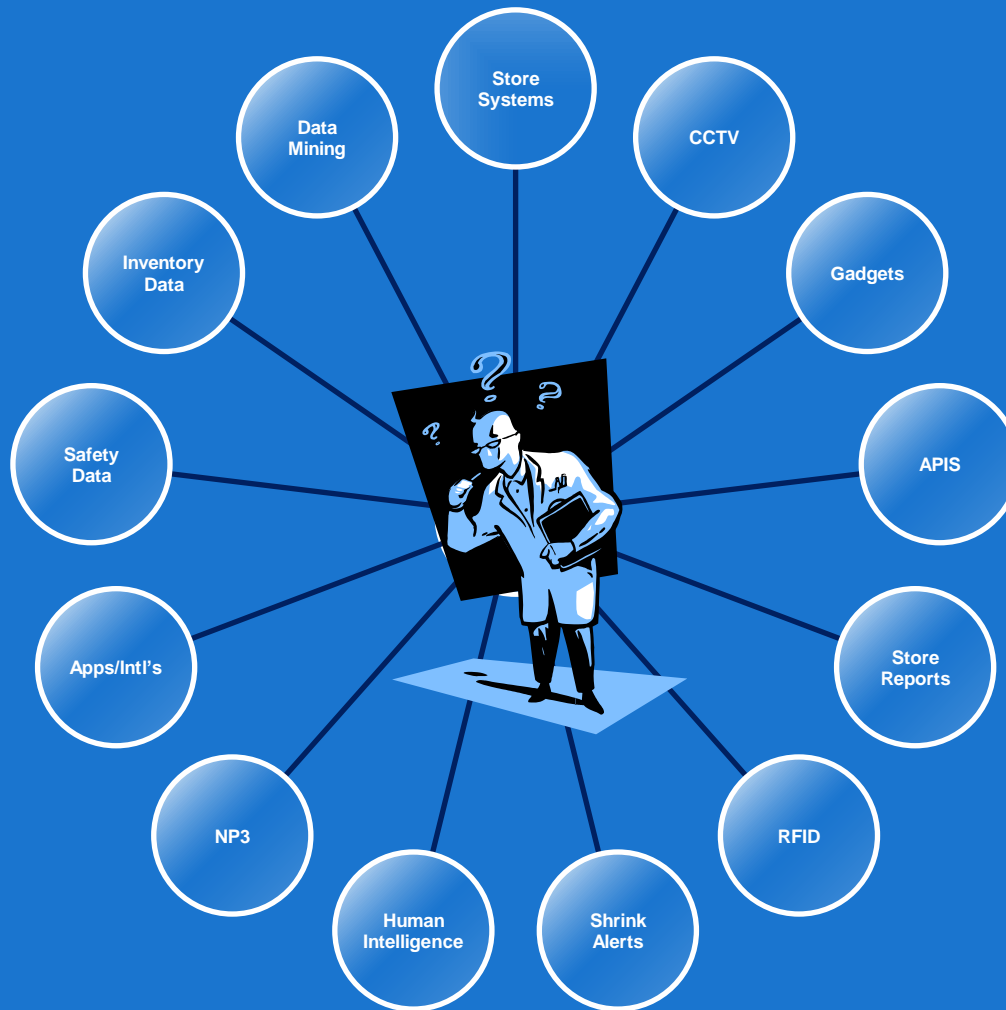 Store
Systems
CCTV
Gadgets
APIS
Store
Reports
RFID
Shrink
Alerts
Human
Intelligence
NP3
Apps/Intl's
Safety
Data
Inventory
Data
Data
Mining
?
?
?